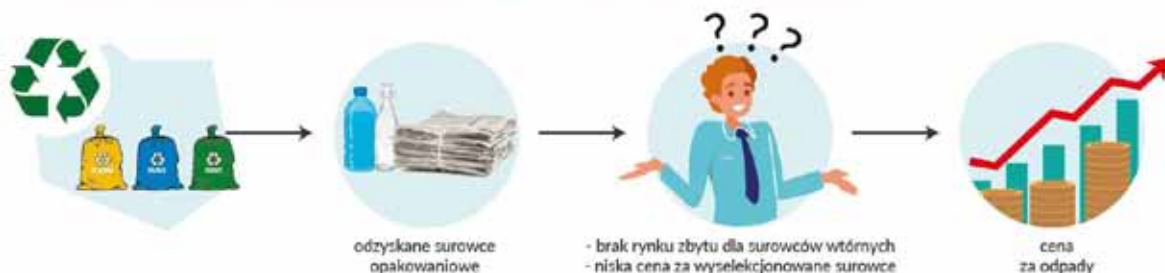 odzyskane surowce
opakowaniowe
- brak rynku zbytu dla surowców wtórnych
- niska cena za wyselekcjonowane surowce
cena
za odpady